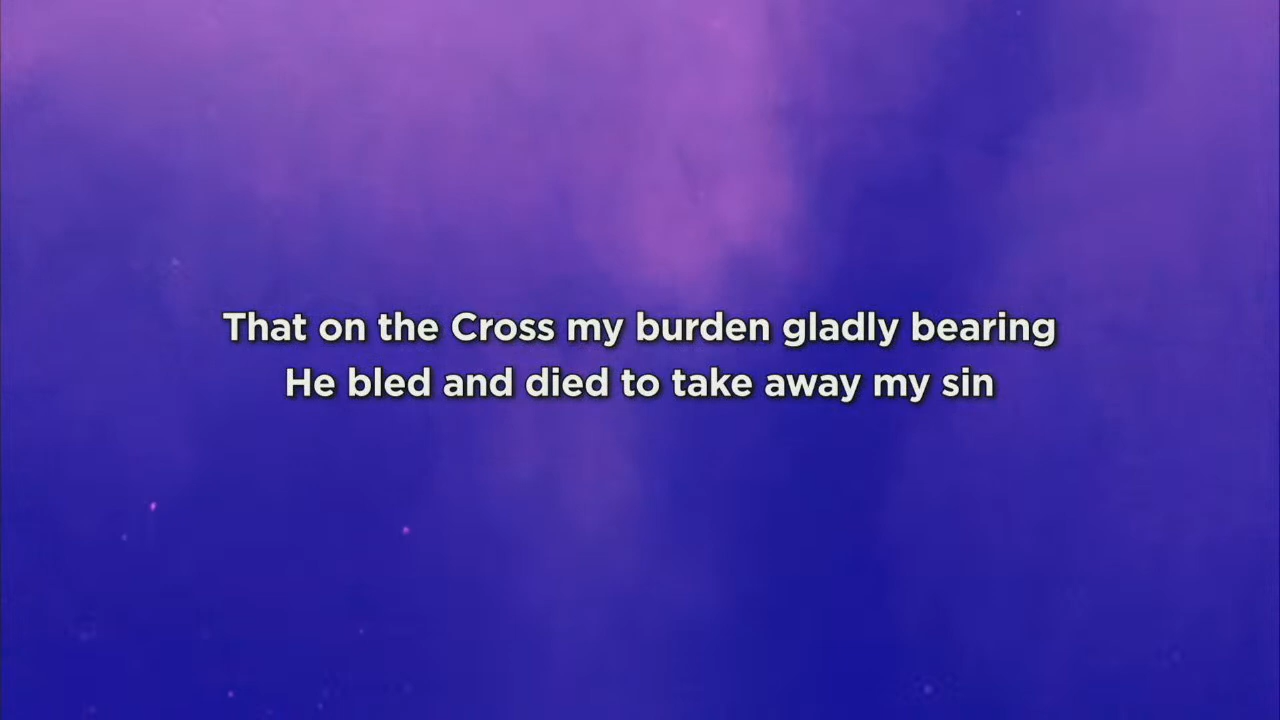 That on the Cross my burden gladly bearing
He bled and died to take away my sin